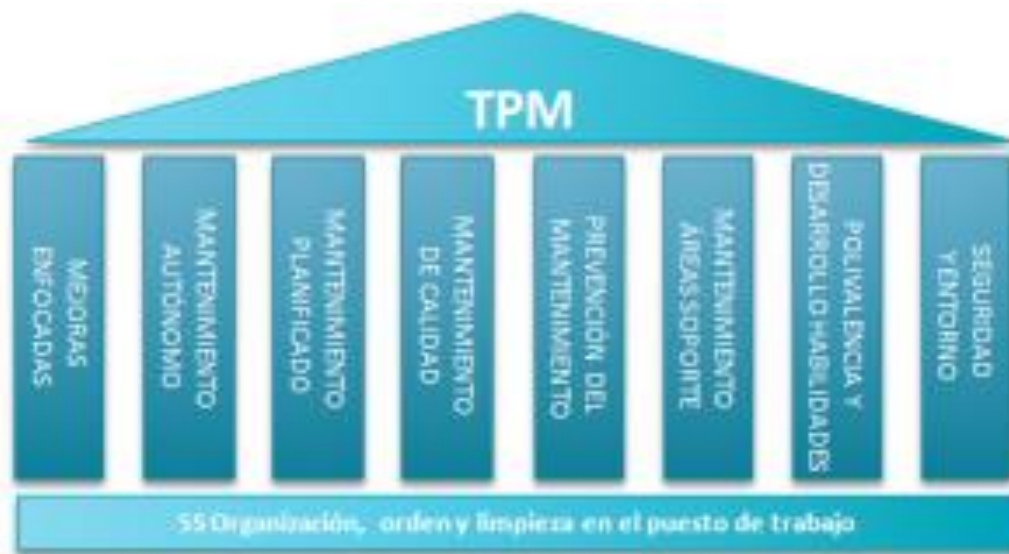 TPM
MEJORAS
ENFOCADAS
MANTENIMIENTO
AUTÓNOMO
MANTENIMIENTO
PLANIFICADO
MANTENIMIENTO
DE CALIDAD
PREVENCIÓN DEL
MANTENIMIENTO
MANTENIMIENTO
ÁREAS SOPORTE
POLIVALENCIA Y
DESARROLLO HABILIDADES
SEGURIDAD
Y ENTORNO
5S Organización, orden y limpieza en el puesto de trabajo